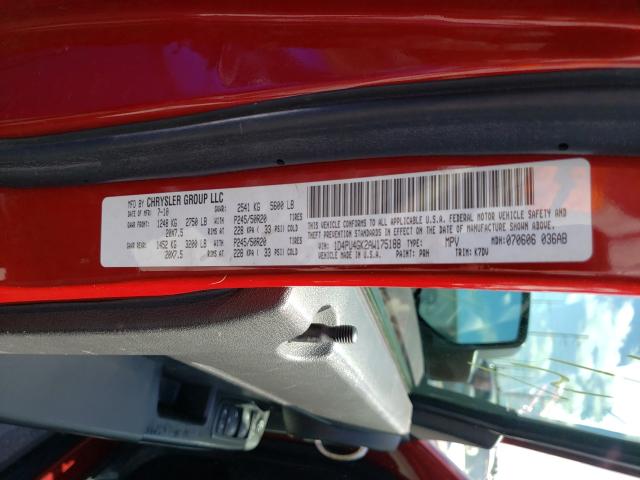 MFD BY CHRYSLER GROUP LLC
DATE OF MFR 7-10 GVWR: 2541 KG 5600 LB
GAWR FRONT 1248 KG 2750 LB P245/50R20 TIRES
20X7.5 RIMS AT 228 KPA ( 33 PSI) COLD
GAWR REAR 1452 KG 3200 LB P245/50R20 TIRES
20X7.5 RIMS AT 228 KPA ( 33 PSI) COLD
THIS VEHICLE CONFORMS TO ALL APPLICABLE U.S.A. FEDERAL MOTOR VEHICLE SAFETY,
BUMPER, AND THEFT PREVENTION STANDARDS IN EFFECT ON THE DATE OF MANUFACTURE
SHOWN ABOVE.
VIN: TYPE: MPV MDH: 070606 036AB
VEHICLE MADE IN U.S.A. PAINT: PRH TRIM: K7DV